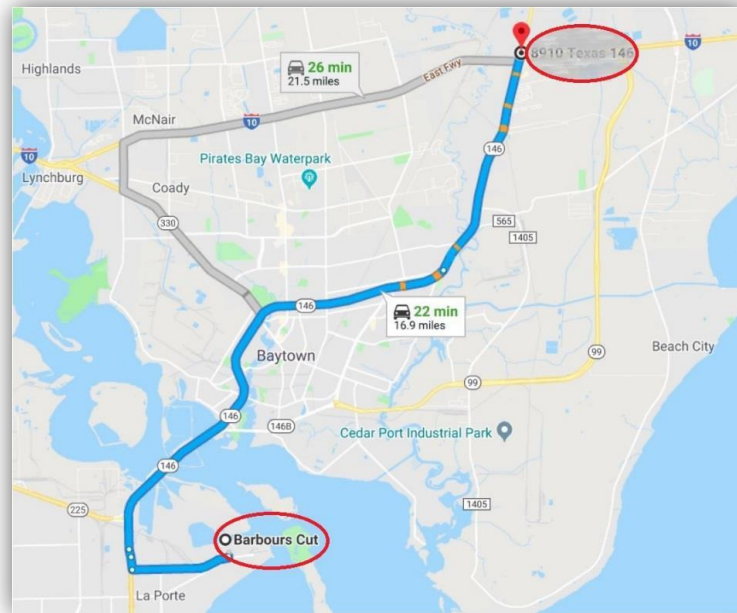 8910 Texas 146
10
26 min
21.5 miles
Highlands
East Fwy
McNair
10
146
Pirates Bay Waterpark
10
Lynchburg
Coady
330
565
1405
146
22 min
16.9 miles
Baytown
Beach City
99
99
146
146B
Cedar Port Industrial Park
146
225
1405
Barbours Cut
La Porte